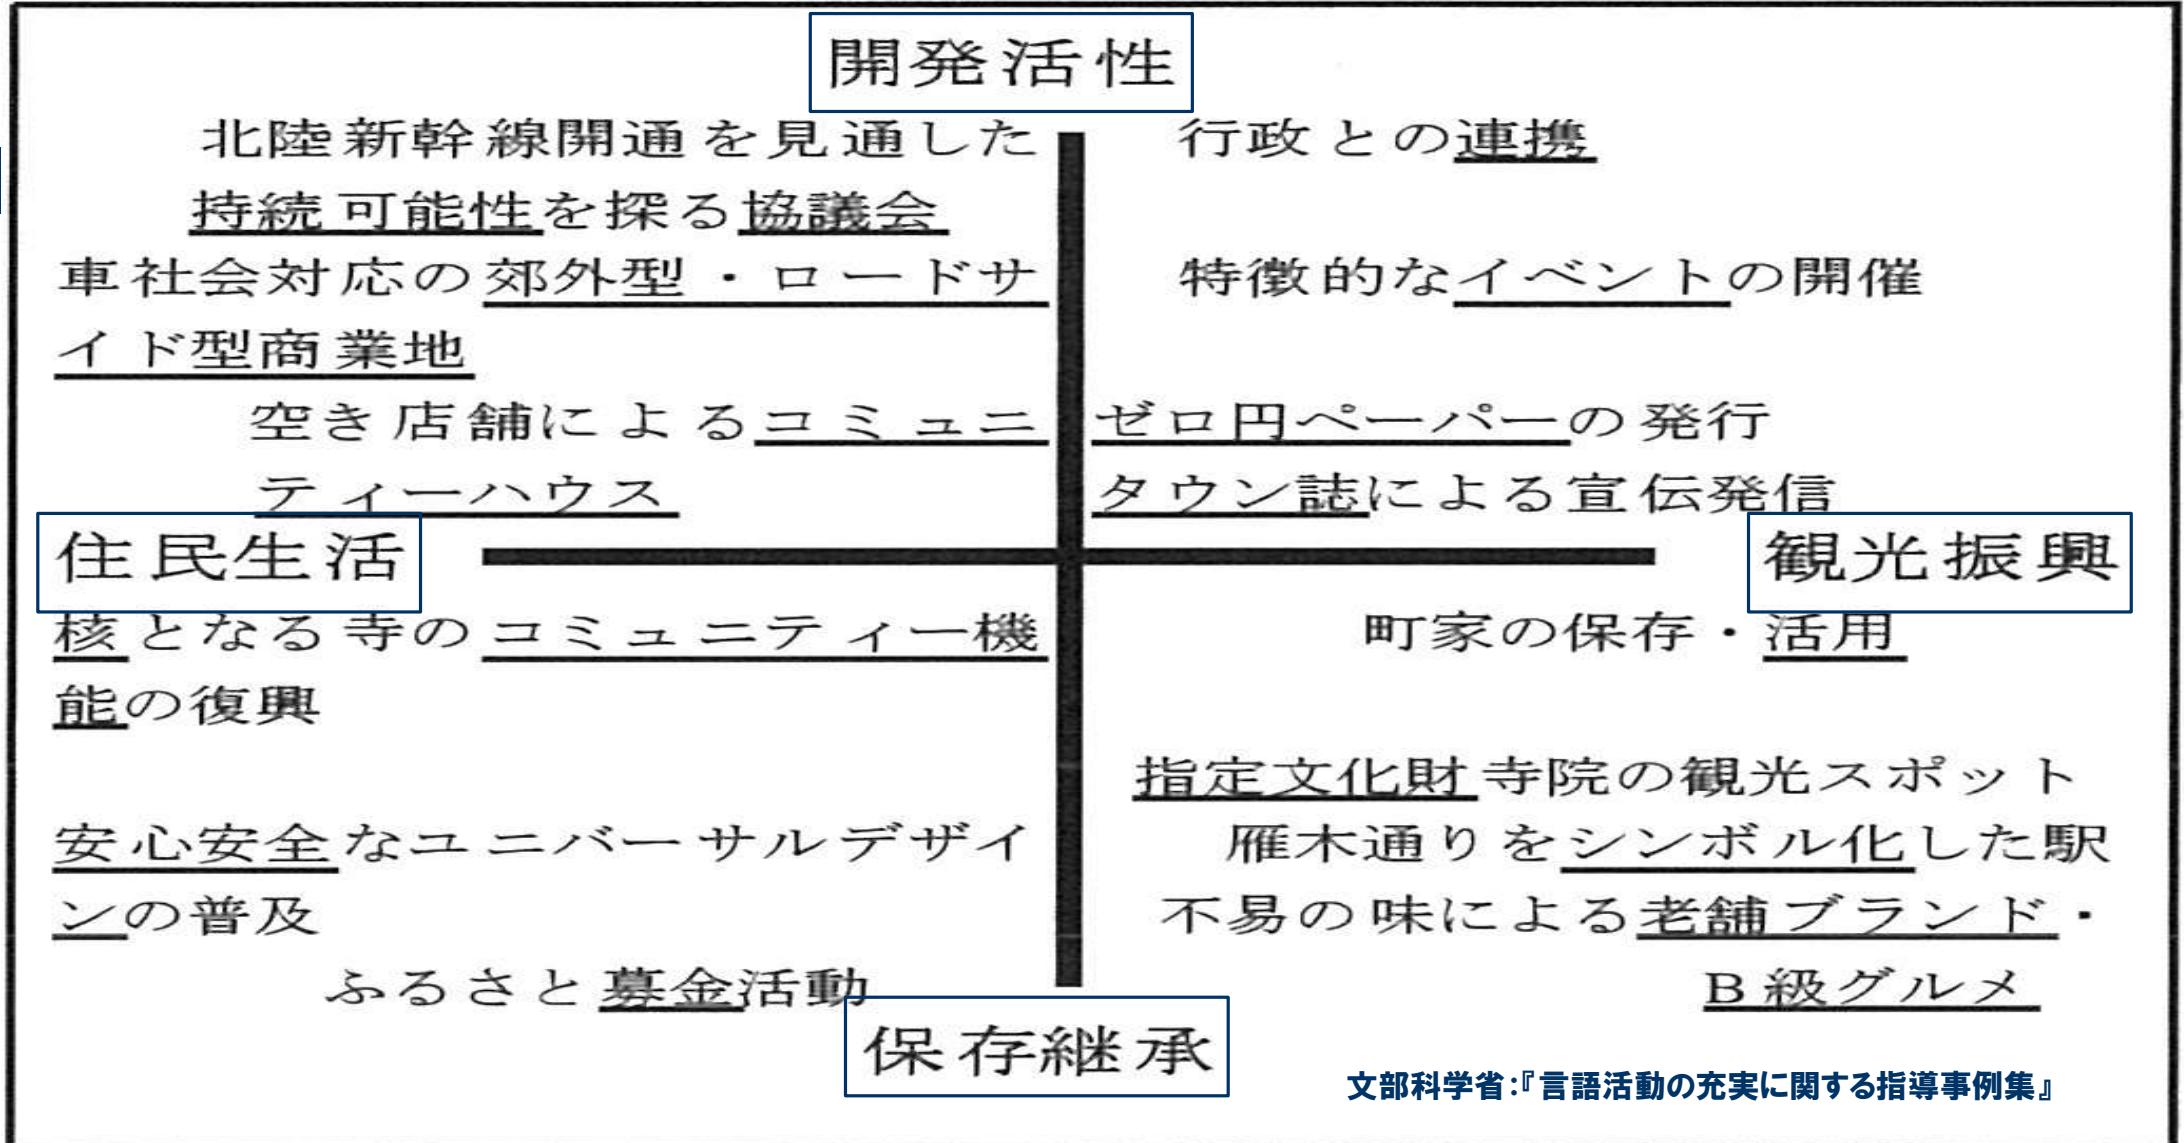 開発活性
北陸新幹線開通を見通した
持続可能性を探る協議会
車社会対応の郊外型・ロードサ
イド型商業地
空き店舗によるコミュニ
ティーハウス
行政との連携
特徴的なイベントの開催
ゼロ円ペーパーの発行
タウン誌による宣伝発信
住民生活
観光振興
核となる寺のコミュニティー機
能の復興
安心安全なユニバーサルデザイ
ンの普及
ふるさと募金活動
町家の保存・活用
指定文化財寺院の観光スポット
雁木通りをシンボル化した駅
不易の味による老舗ブランド・
B級グルメ
保存継承
文部科学省：『言語活動の充実に関する指導事例集』